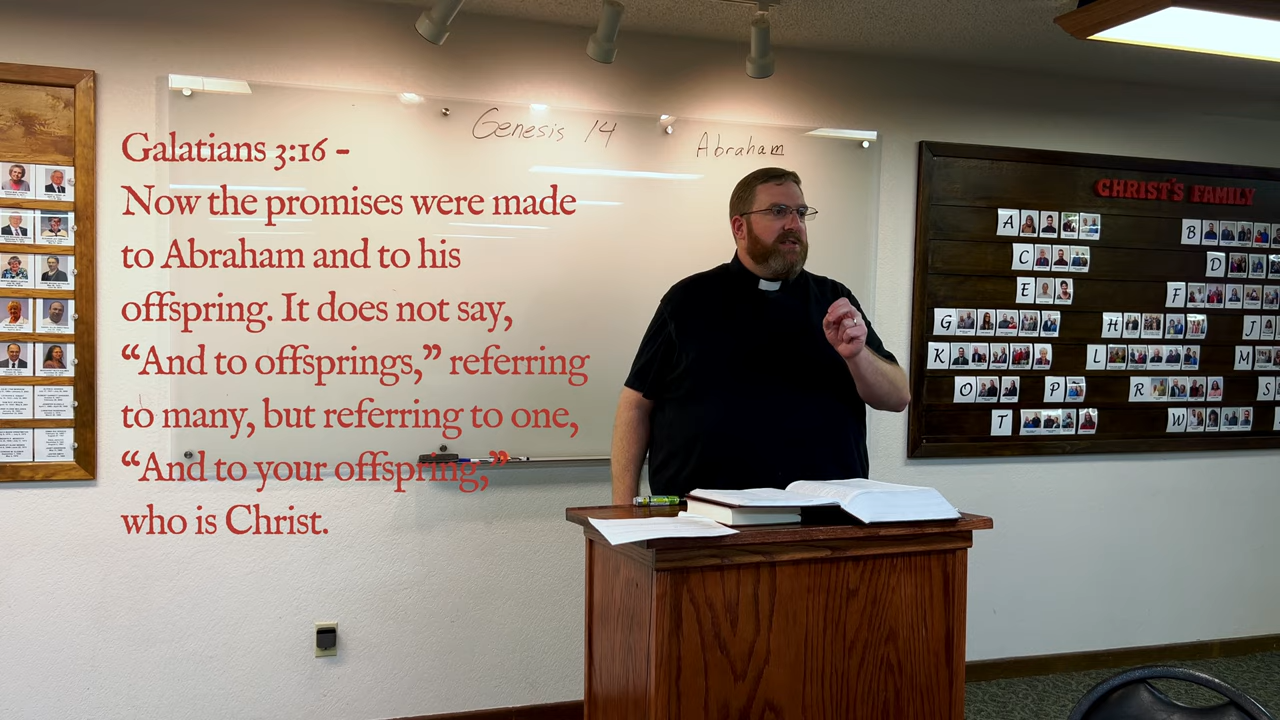 Genesis 14
Abraham
Galatians 3:16 -
Now the promises were made
to Abraham and to his
offspring. It does not say,
“And to offsprings,” referring
to many, but referring to one,
“And to your offspring,”
who is Christ.
CHRIST'S FAMILY
A
B
C
D
E
F
G
H
J
K
L
M
O
P
R
S
T
W